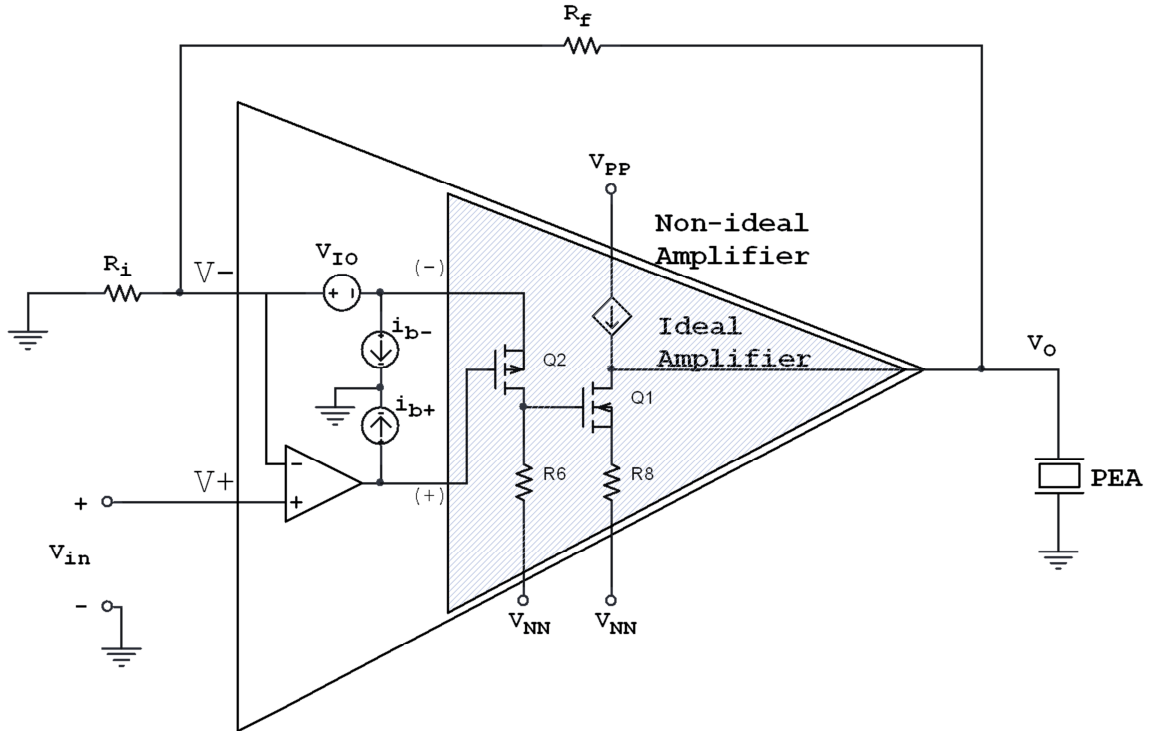 Rf
VPP
Non-ideal
Amplifier
Ri
V-
VIO
(-)
ib-
Ideal
Amplifier
VO
Q2
Q1
ib+
V+
(+)
R6
R8
PEA
+
-
+
-
+
Vin
-
VNN
VNN